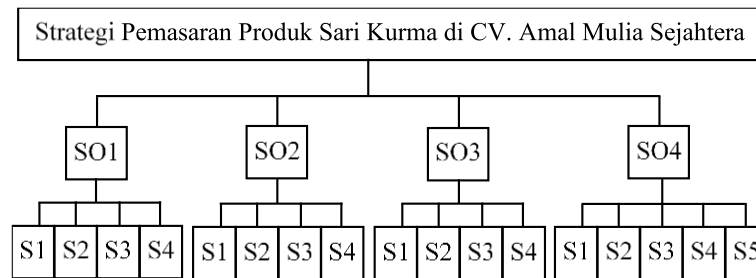 Strategi Pemasaran Produk Sari Kurma di CV. Amal Mulia Sejahtera
SO1 SO2 SO3 SO4
S1 S2 S3 S4 S1 S2 S3 S4 S1 S2 S3 S4 S1 S2 S3 S4 S5